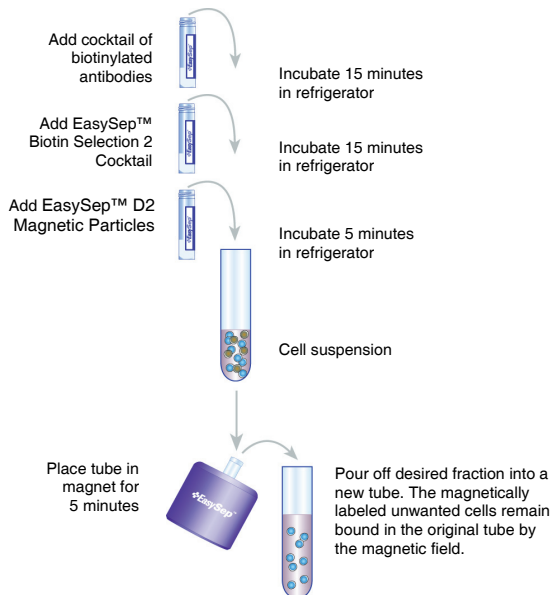 Add cocktail of
biotinylated
antibodies
Incubate 15 minutes
in refrigerator
Add EasySep™
Biotin Selection 2
Cocktail
Incubate 15 minutes
in refrigerator
Add EasySep™ D2
Magnetic Particles
Incubate 5 minutes
in refrigerator
Cell suspension
Place tube in
magnet for
5 minutes
EasySep™
Pour off desired fraction into a
new tube. The magnetically
labeled unwanted cells remain
bound in the original tube by
the magnetic field.